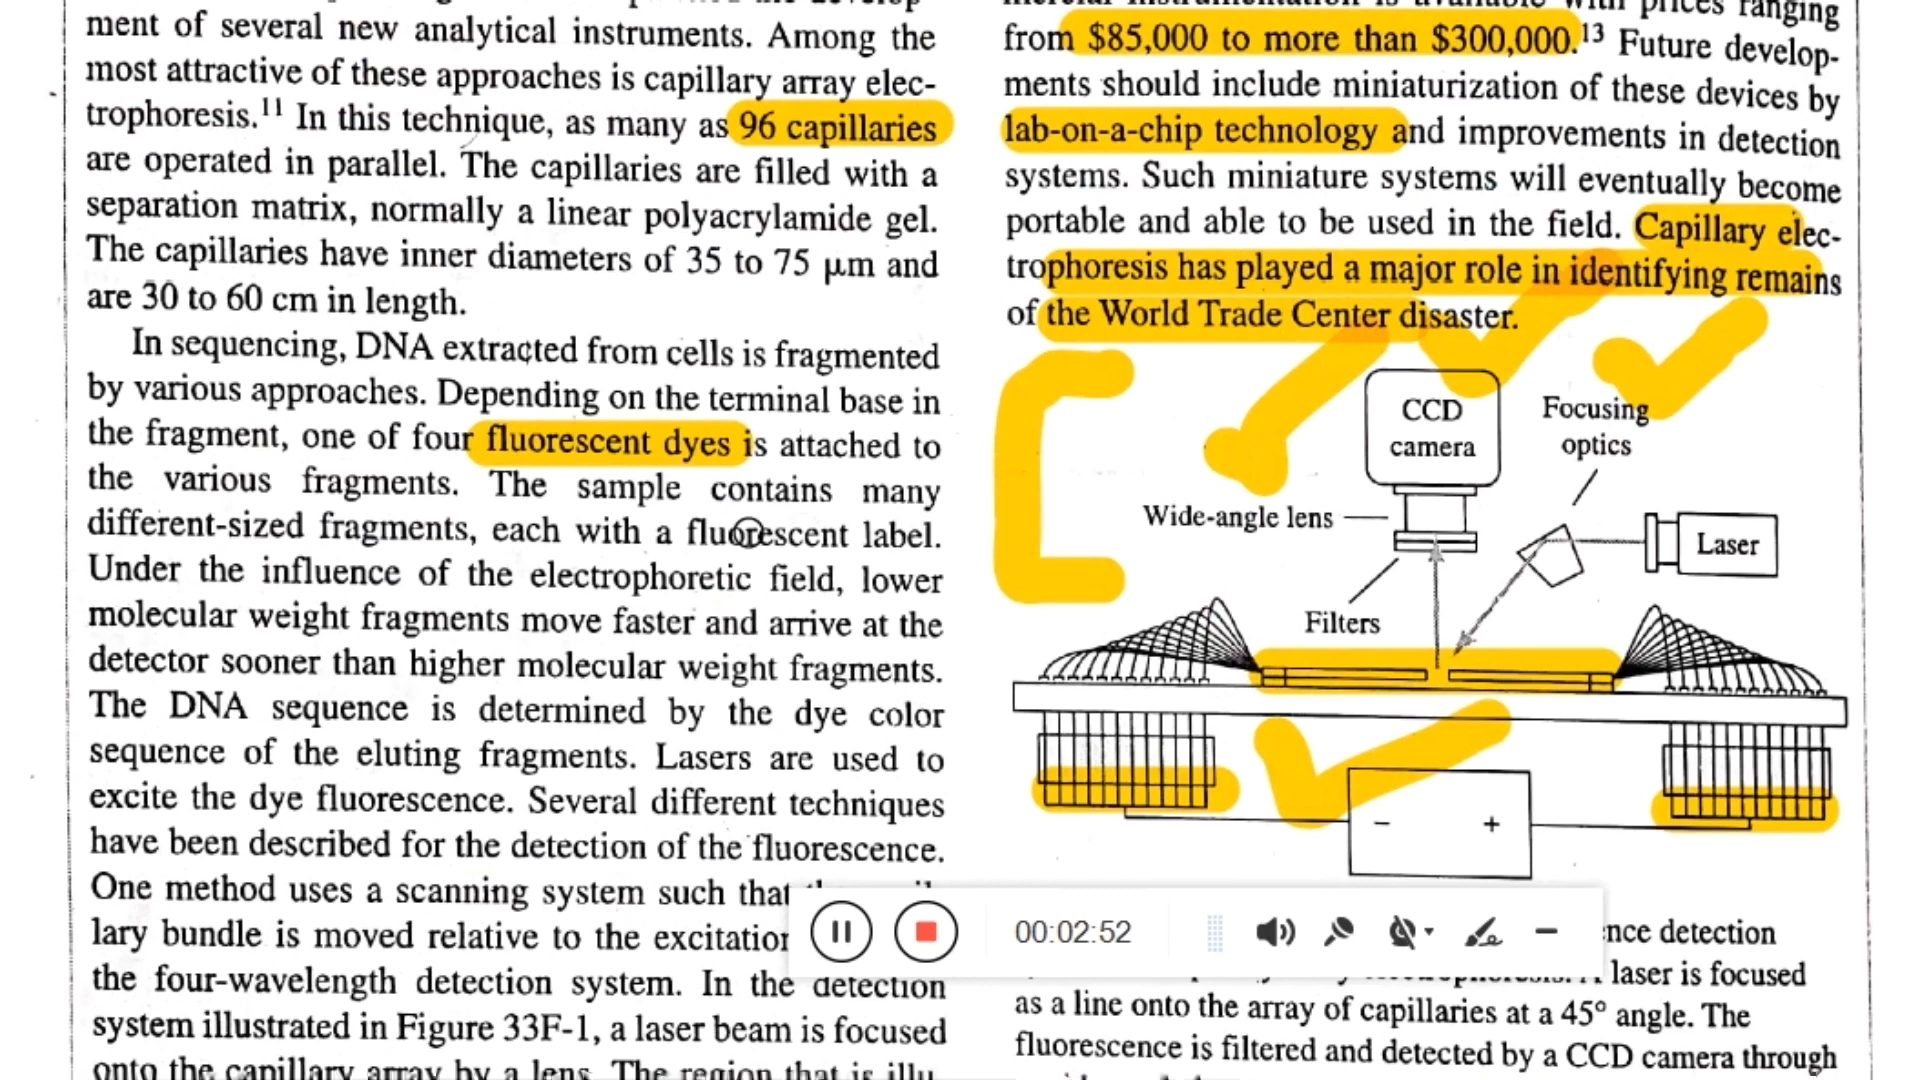 ment of several new analytical instruments. Among the
most attractive of these approaches is capillary array elec-
trophoresis.11 In this technique, as many as 96 capillaries
are operated in parallel. The capillaries are filled with a
separation matrix, normally a linear polyacrylamide gel.
The capillaries have inner diameters of 35 to 75 μm and
are 30 to 60 cm in length.
In sequencing, DNA extracted from cells is fragmented
by various approaches. Depending on the terminal base in
the fragment, one of four fluorescent dyes is attached to
the various fragments. The sample contains many
different-sized fragments, each with a fluorescent label.
Under the influence of the electrophoretic field, lower
molecular weight fragments move faster and arrive at the
detector sooner than higher molecular weight fragments.
The DNA sequence is determined by the dye color
sequence of the eluting fragments. Lasers are used to
excite the dye fluorescence. Several different techniques
have been described for the detection of the fluorescence.
One method uses a scanning system such that
lary bundle is moved relative to the
the four-wavelength detection system. In the detection
system illustrated in Figure 33F-1, a laser beam is focused
onto the capillary array by a lens. The region that is illu
with prices ranging
from $85,000 to more than $300,000.13 Future develop-
ments should include miniaturization of these devices by
lab-on-a-chip technology and improvements in detection
systems. Such miniature systems will eventually become
portable and able to be used in the field. Capillary elec-
trophoresis has played a major role in identifying remains
of the World Trade Center disaster.
CCD
camera
Focusing
optics
Wide-angle lens
Laser
Filters
− +
00:02:52
nce detection
laser is focused
as a line onto the array of capillaries at a 45° angle. The
fluorescence is filtered and detected by a CCD camera through